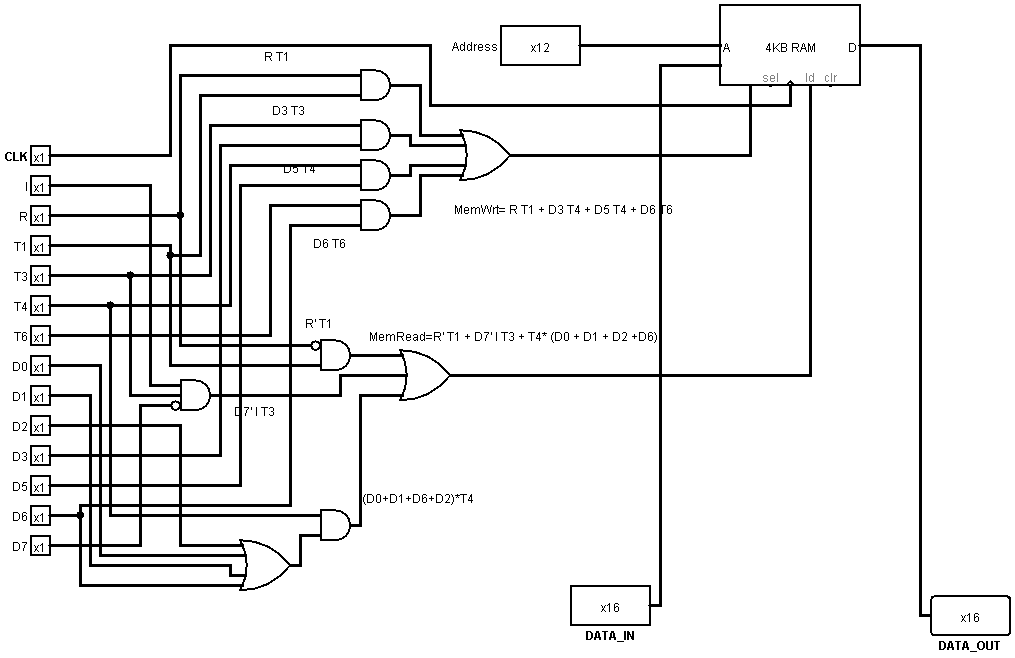 Address
x12
A
4KB RAM
D
sel
ld
clr
R T1
D3 T3
D5 T4
D6 T6
MemWrt= R T1 + D3 T4 + D5 T4 + D6 T6
CLK x1
I x1
R x1
T1 x1
T3 x1
T4 x1
T6 x1
D0 x1
D1 x1
D2 x1
D3 x1
D5 x1
D6 x1
D7 x1
R' T1
MemRead=R' T1 + D7' I T3 + T4* (D0 + D1 + D2 +D6)
D7' I T3
(D0+D1+D6+D2)*T4
x16
DATA_IN
x16
DATA_OUT